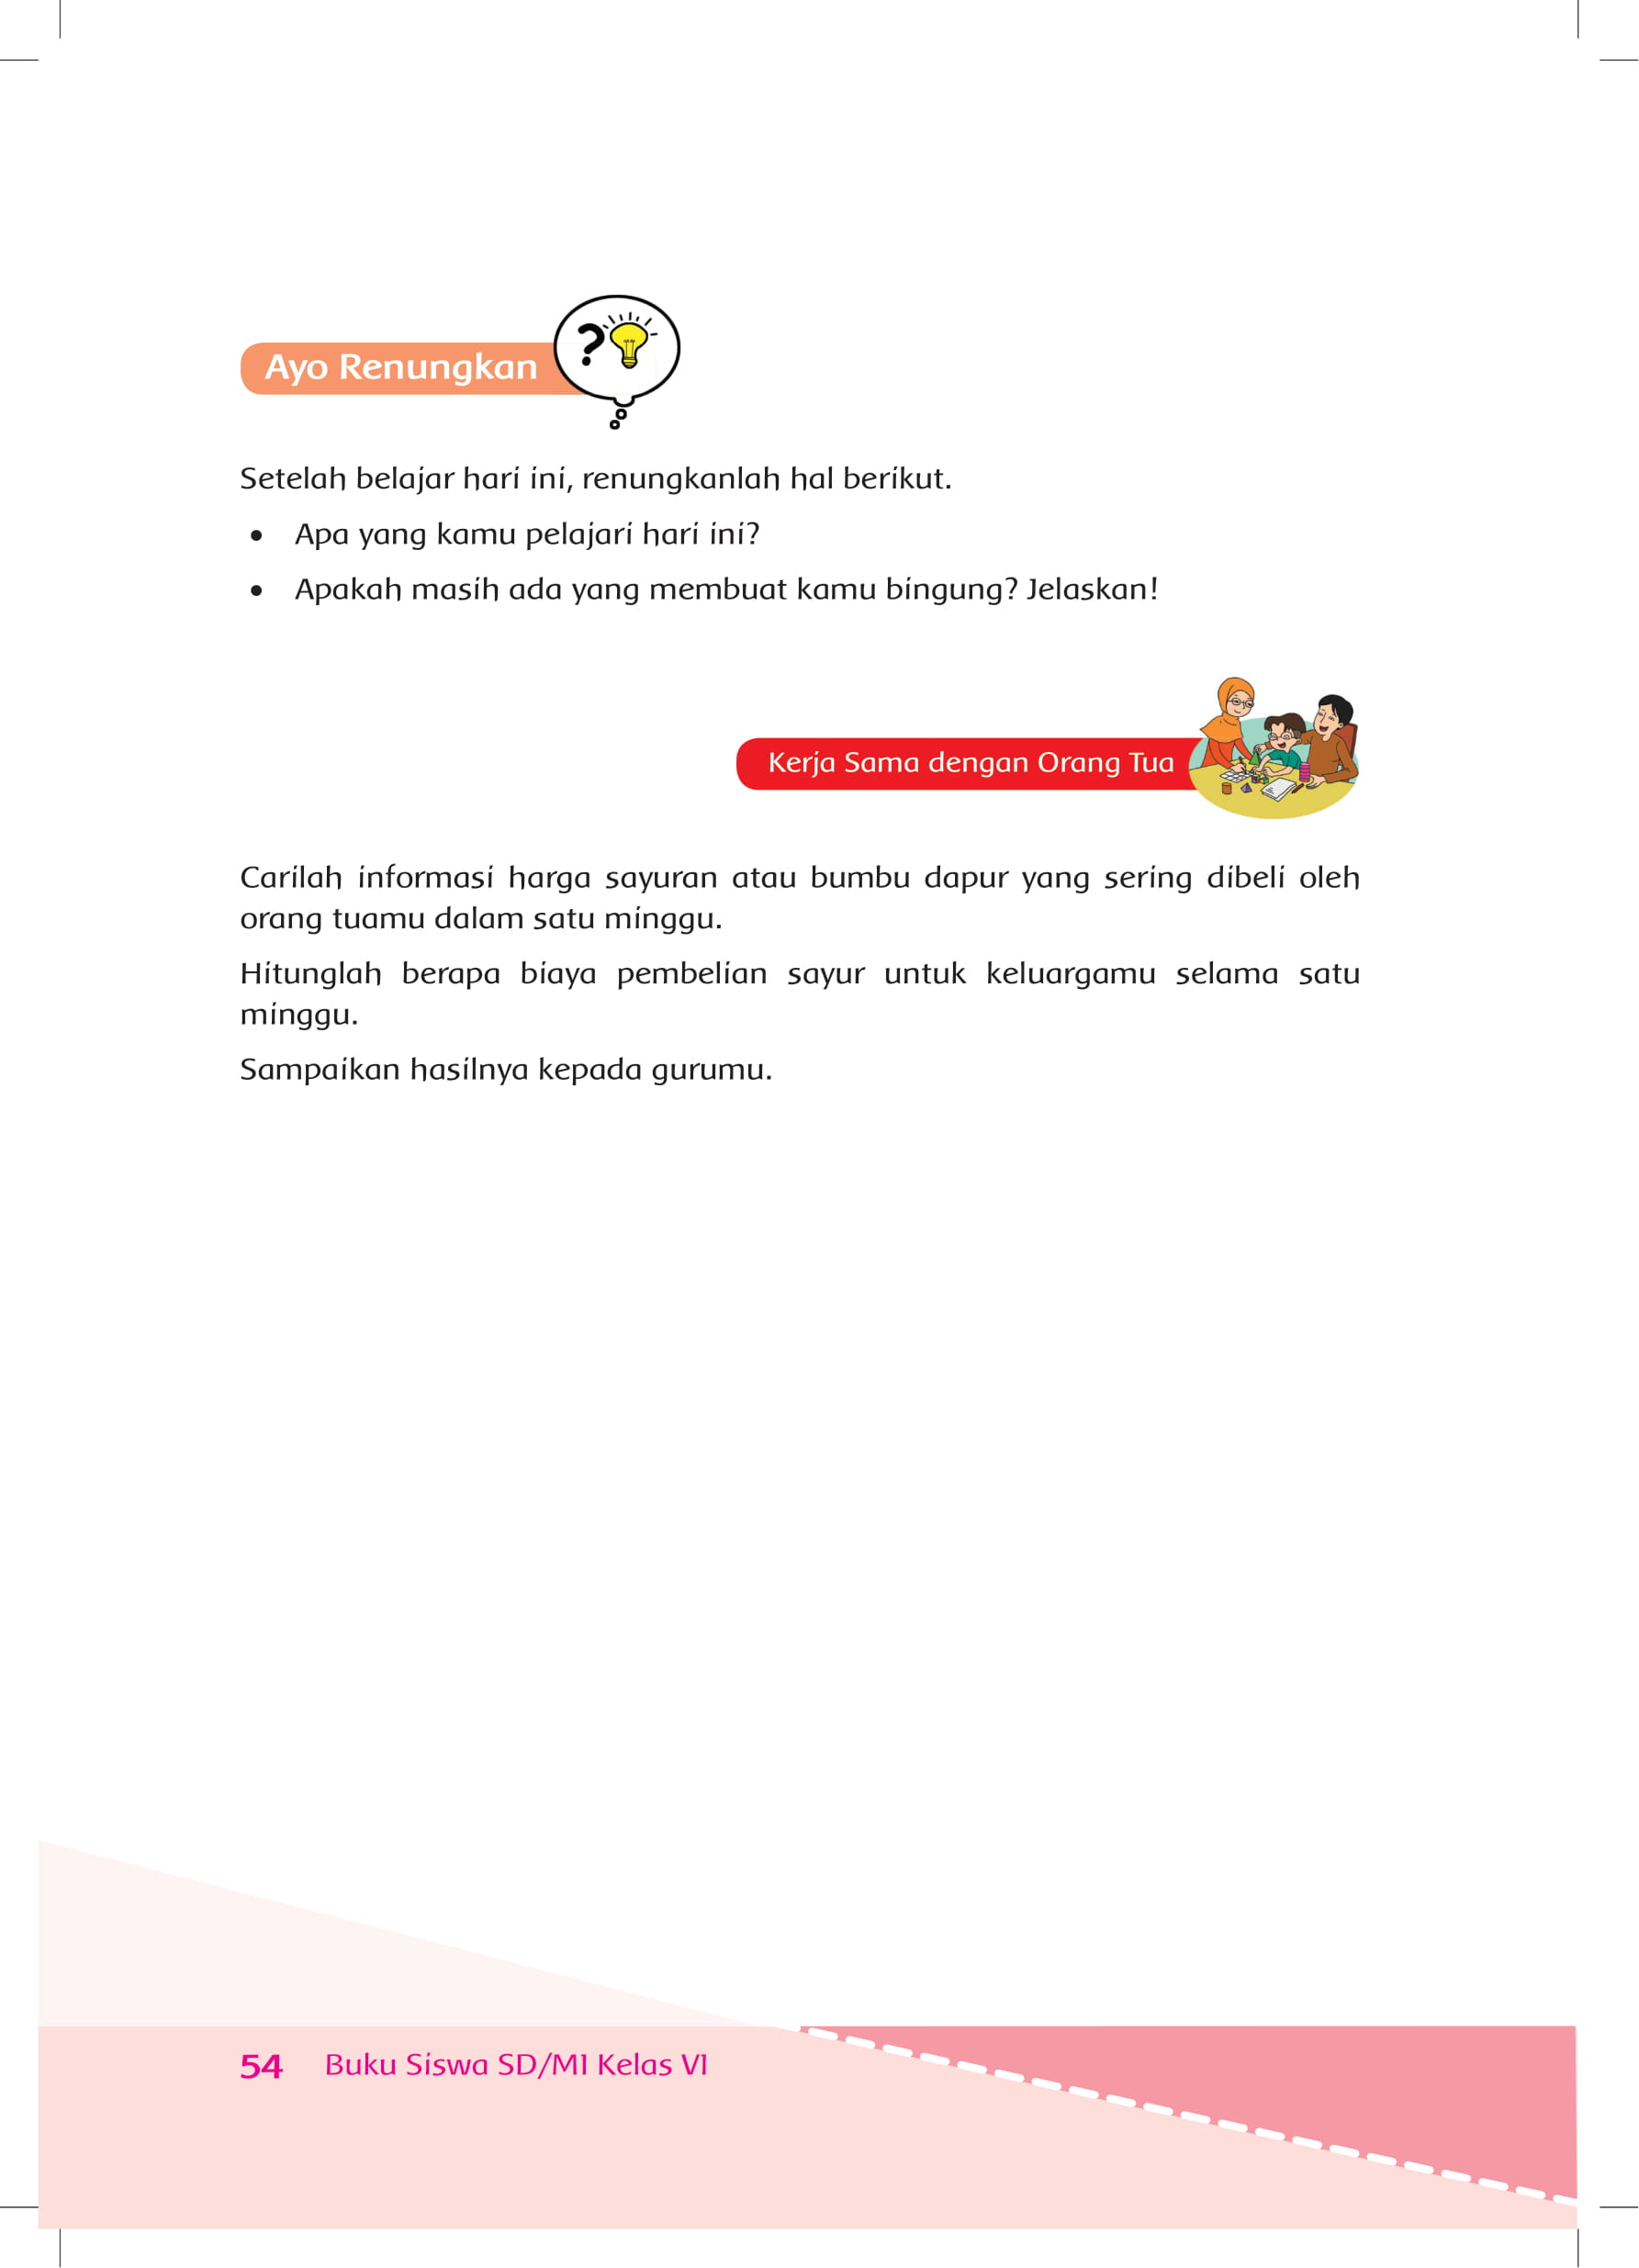 Ayo Renungkan
?
Setelah belajar hari ini, renungkanlah hal berikut.
• Apa yang kamu pelajari hari ini?
• Apakah masih ada yang membuat kamu bingung? Jelaskan!
Kerja Sama dengan Orang Tua
Carilah informasi harga sayuran atau bumbu dapur yang sering dibeli oleh
orang tuamu dalam satu minggu.
Hitunglah berapa biaya pembelian sayur untuk keluargamu selama satu
minggu.
Sampaikan hasilnya kepada gurumu.
54 Buku Siswa SD/MI Kelas VI